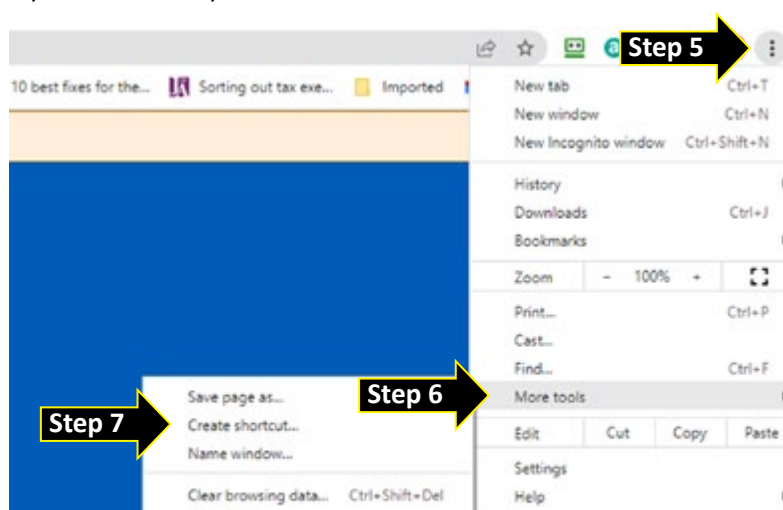 Step 5
10 best fixes for the... Sorting out tax exe... Imported
New tab Ctrl+T
New window Ctrl+N
New Incognito window Ctrl+Shift+N
History
Downloads Ctrl+J
Bookmarks
Zoom - 100% +
Print... Ctrl+P
Cast...
Find... Ctrl+F
Step 6
More tools
Save page as...
Step 7
Create shortcut...
Name window...
Edit Cut Copy Paste
Settings
Clear browsing data... Ctrl+Shift+Del
Help